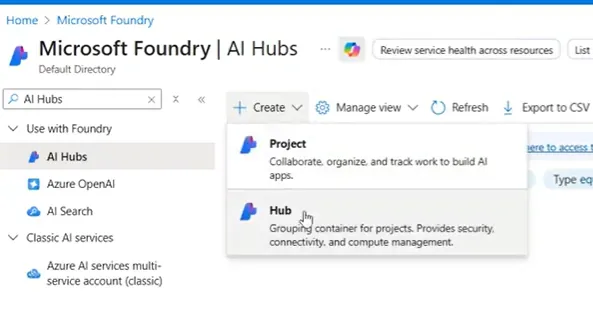 Home > Microsoft Foundry >
Microsoft Foundry | AI Hubs ... Review service health across resources List
Default Directory
AI Hubs
Create Manage view Refresh Export to CSV
Use with Foundry
AI Hubs
Azure OpenAI
AI Search
Classic AI services
Azure AI services multi-
service account (classic)
Project
Collaborate, organize, and track work to build AI
apps.
Hub
Grouping container for projects. Provides security,
connectivity, and compute management.
here to access t
Type equ